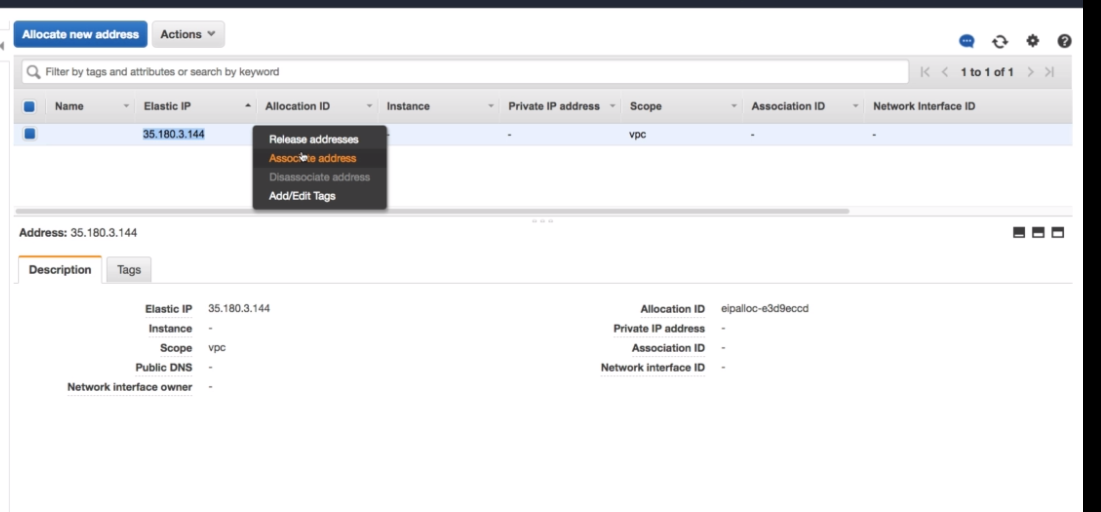 Allocate new address Actions
Filter by tags and attributes or search by keyword 1 to 1 of 1
Name Elastic IP Allocation ID Instance Private IP address Scope Association ID Network Interface ID
35.180.3.144 - - vpc - -
Release addresses
Associate address
Disassociate address
Add/Edit Tags
Address: 35.180.3.144
Description Tags
Elastic IP 35.180.3.144 Allocation ID eipalloc-e3d9eccd
Instance - Private IP address -
Scope vpc Association ID -
Public DNS - Network interface ID -
Network interface owner -